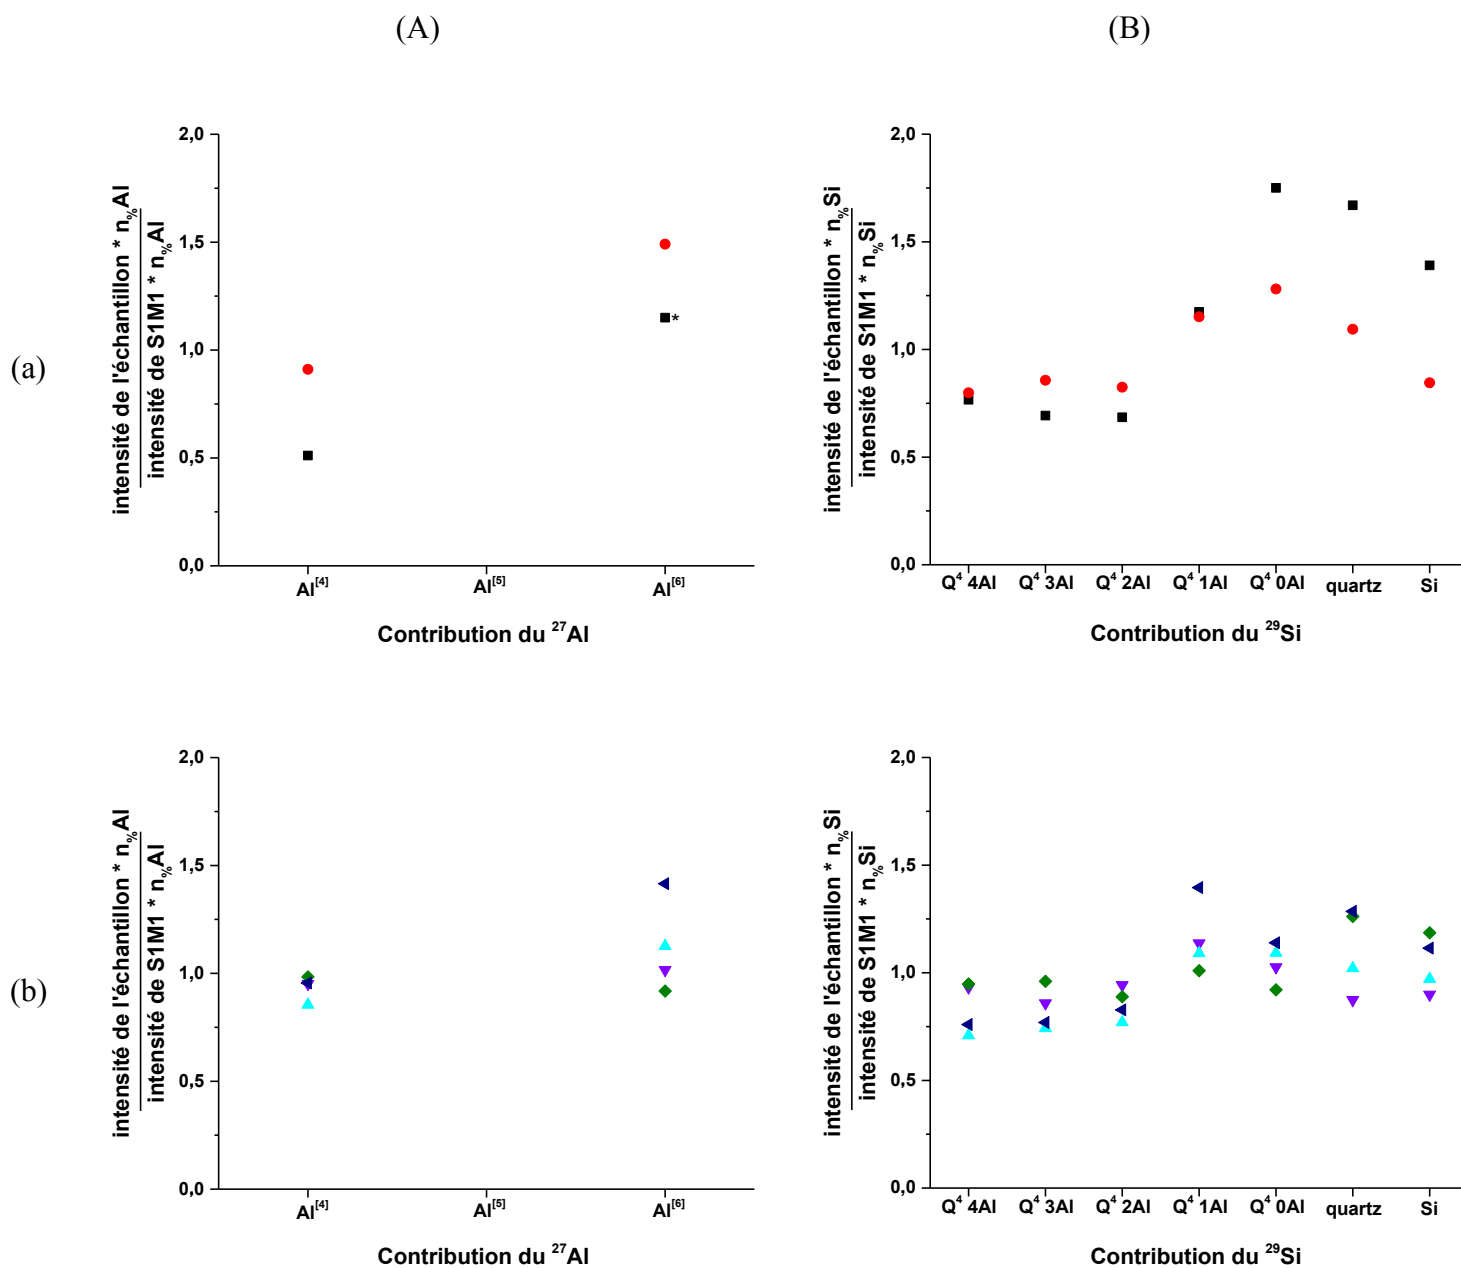 (A)
(B)
(a)
intensité de l'échantillon * n%Al
intensité de S1M1 * n%Al
2,0
1,5
1,0
0,5
0,0
*
Al[4] Al[5] Al[6]
Contribution du 27Al
intensité de l'échantillon * n%Si
intensité de S1M1 * n%Si
2,0
1,5
1,0
0,5
0,0
Q4 4Al Q4 3Al Q4 2Al Q4 1Al Q4 0Al quartz Si
Contribution du 29Si
(b)
intensité de l'échantillon * n%Al
intensité de S1M1 * n%Al
2,0
1,5
1,0
0,5
0,0
Al[4] Al[5] Al[6]
Contribution du 27Al
intensité de l'échantillon * n%Si
intensité de S1M1 * n%Si
2,0
1,5
1,0
0,5
0,0
Q4 4Al Q4 3Al Q4 2Al Q4 1Al Q4 0Al quartz Si
Contribution du 29Si